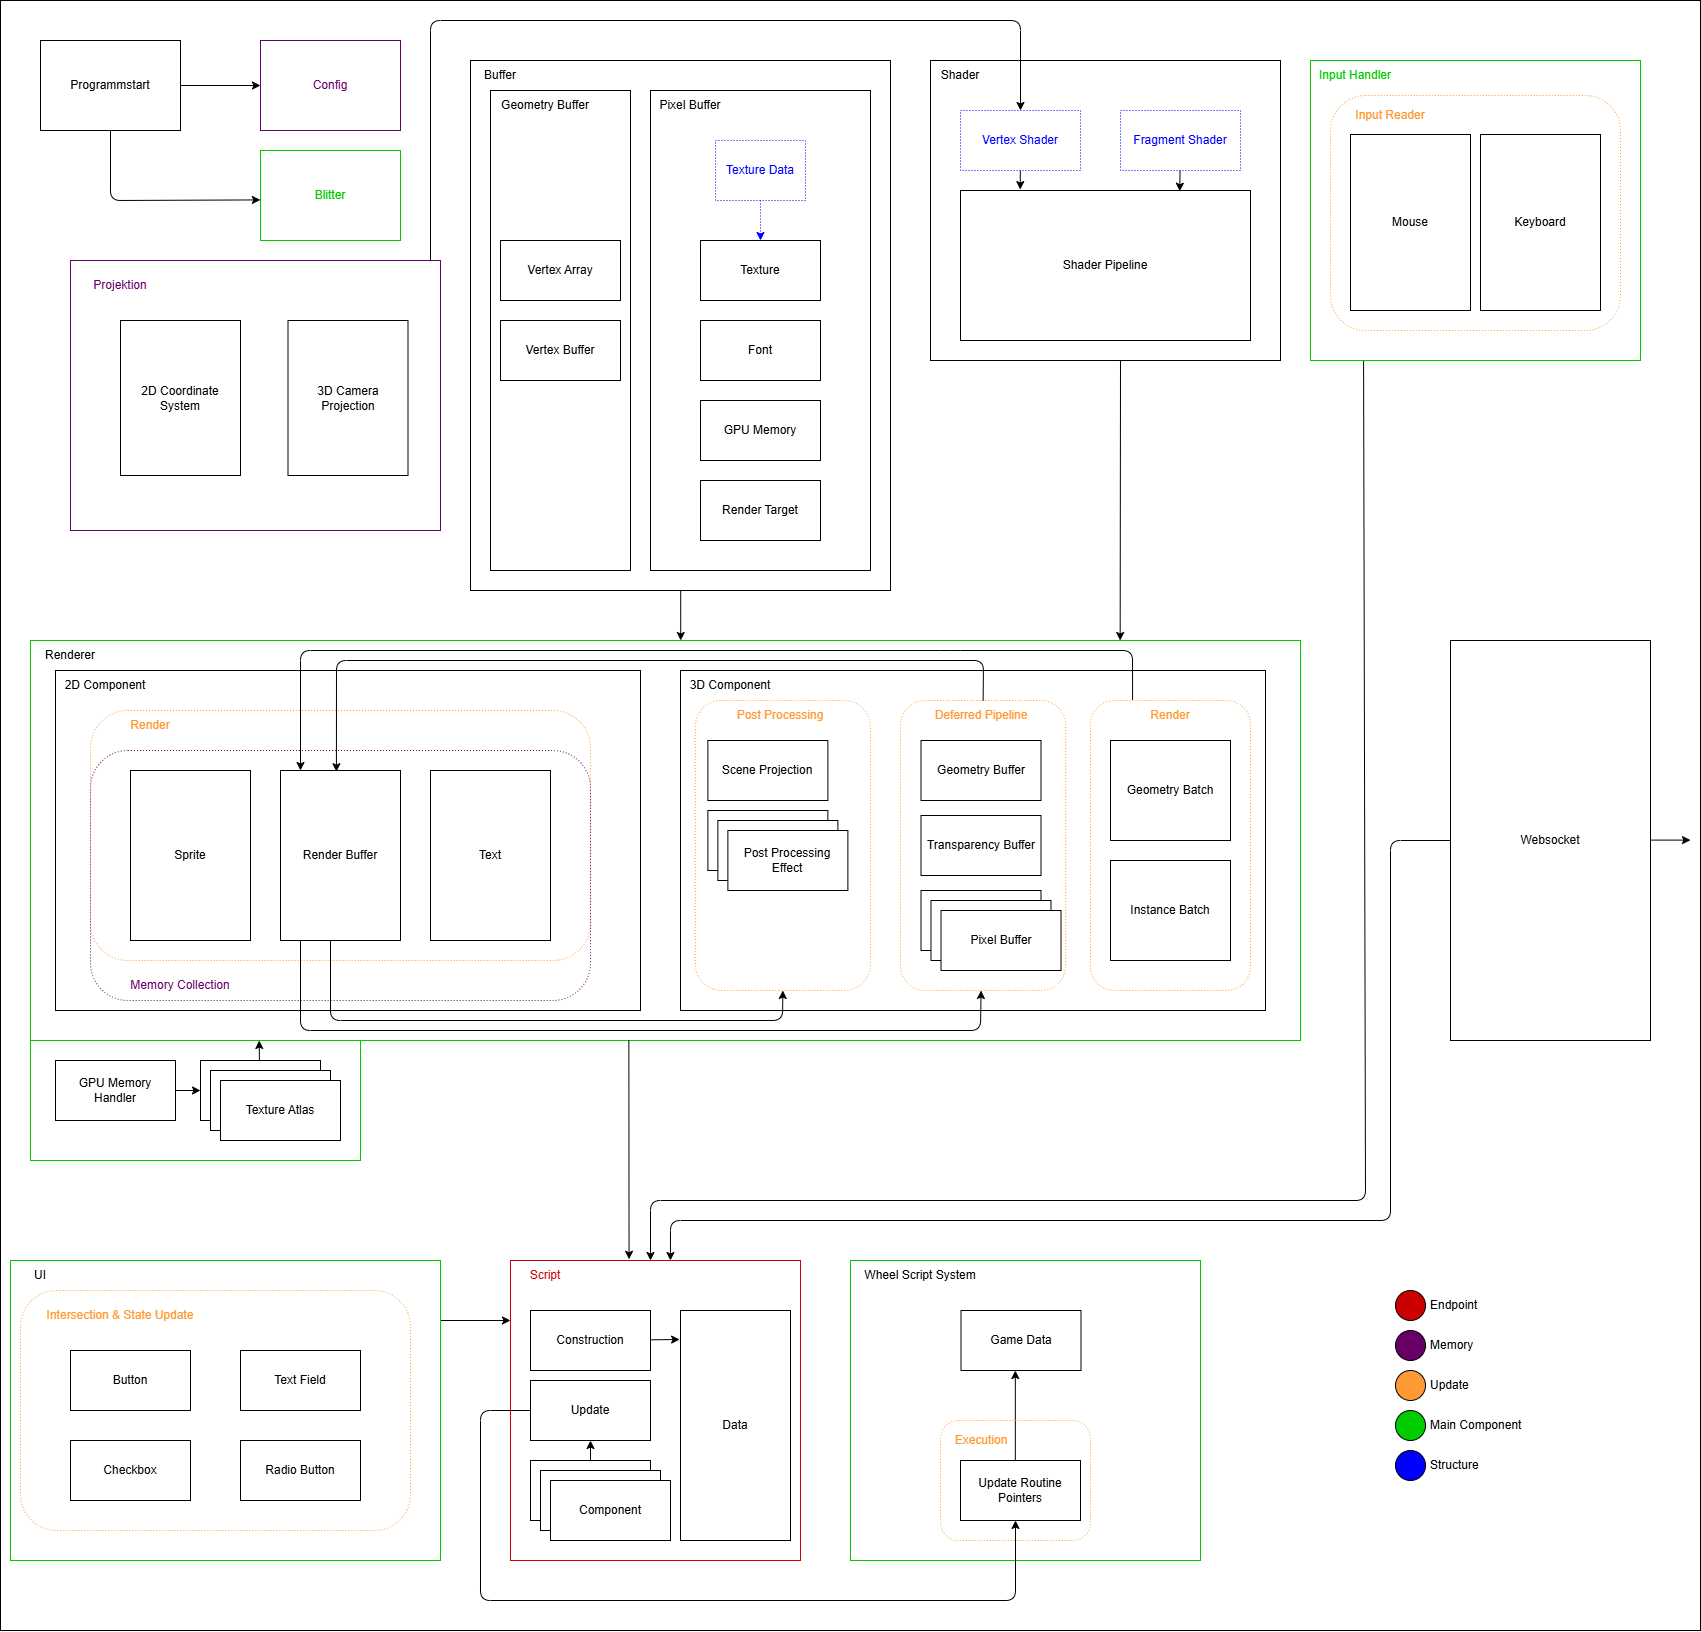 Programmstart
Config
Blitter
Projektion
2D Coordinate
System
3D Camera
Projection
Buffer
Geometry Buffer
Vertex Array
Vertex Buffer
Pixel Buffer
Texture Data
Texture
Font
GPU Memory
Render Target
Shader
Vertex Shader
Fragment Shader
Shader Pipeline
Input Handler
Input Reader
Mouse
Keyboard
Renderer
2D Component
Render
Sprite
Render Buffer
Text
Memory Collection
3D Component
Post Processing
Scene Projection
Post Processing
Effect
Deferred Pipeline
Geometry Buffer
Transparency Buffer
Pixel Buffer
Render
Geometry Batch
Instance Batch
Websocket
GPU Memory
Handler
Texture Atlas
UI
Intersection & State Update
Button
Text Field
Checkbox
Radio Button
Script
Construction
Update
Component
Data
Wheel Script System
Game Data
Execution
Update Routine
Pointers
Endpoint
Memory
Update
Main Component
Structure